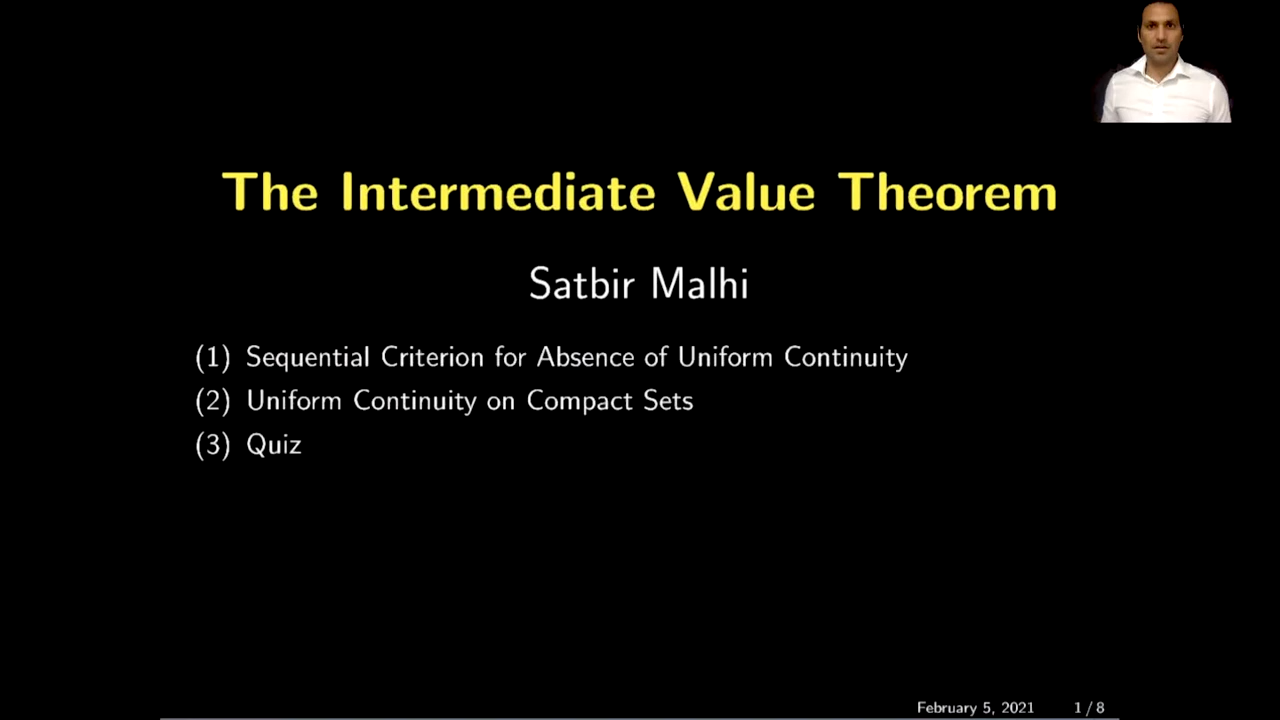 The Intermediate Value Theorem
Satbir Malhi
(1) Sequential Criterion for Absence of Uniform Continuity
(2) Uniform Continuity on Compact Sets
(3) Quiz
February 5, 2021 1 / 8